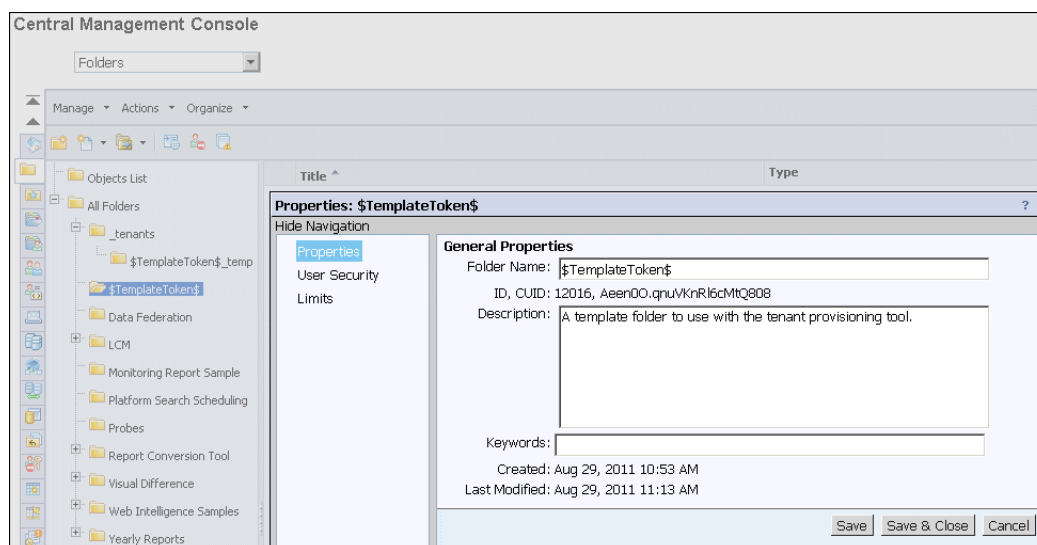 Central Management Console
Folders
Manage Actions Organize
Objects List
All Folders
_tenants
$TemplateToken$_temp
$TemplateToken$
Data Federation
LCM
Monitoring Report Sample
Platform Search Scheduling
Probes
Report Conversion Tool
Visual Difference
Web Intelligence Samples
Yearly Reports
Title Type
Properties: $TemplateToken$ ?
Hide Navigation
Properties
User Security
Limits
General Properties
Folder Name: $TemplateToken$
ID, CUID: 12016, Aeen0O.qnuVKnRl6cMtQ808
Description: A template folder to use with the tenant provisioning tool.
Keywords:
Created: Aug 29, 2011 10:53 AM
Last Modified: Aug 29, 2011 11:13 AM
Save Save & Close Cancel